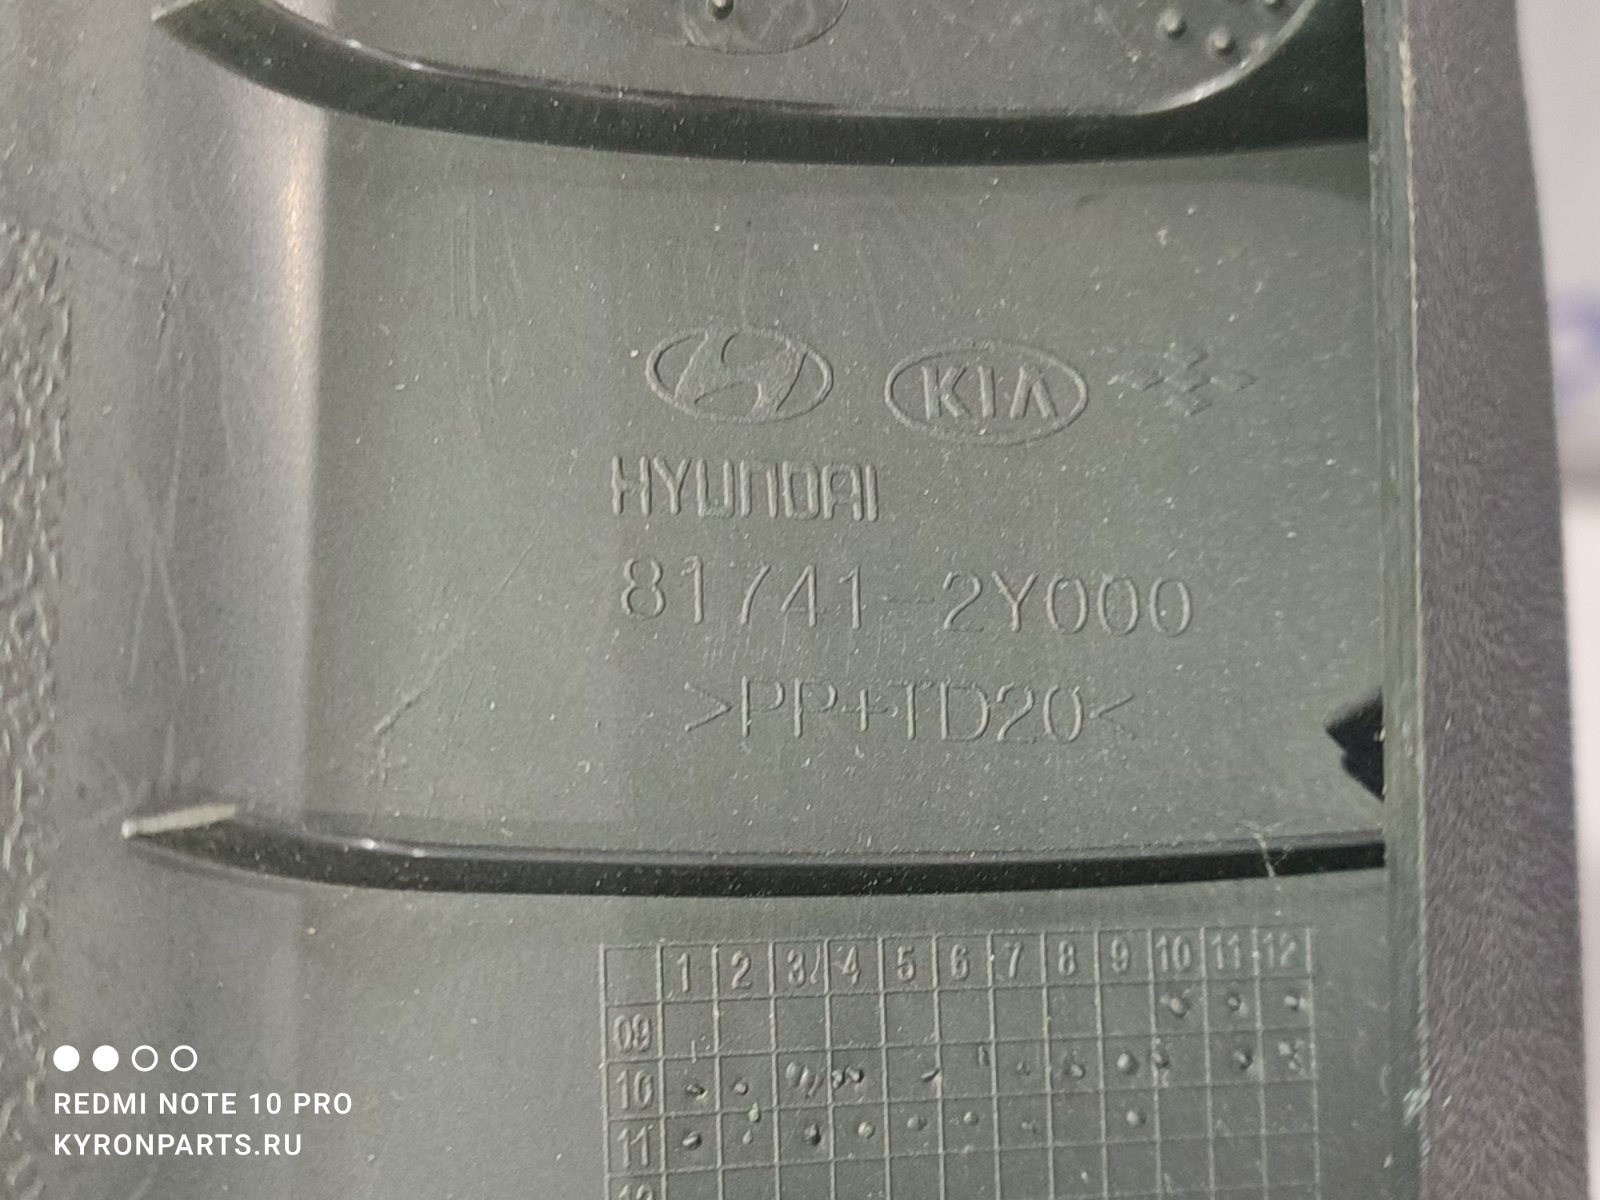 KIA
HYUNDAI
81741-2Y000
>PP+TD20<
1 2 3 4 5 6 7 8 9 10 11 12
09
10
11
REDMI NOTE 10 PRO
KYRONPARTS.RU